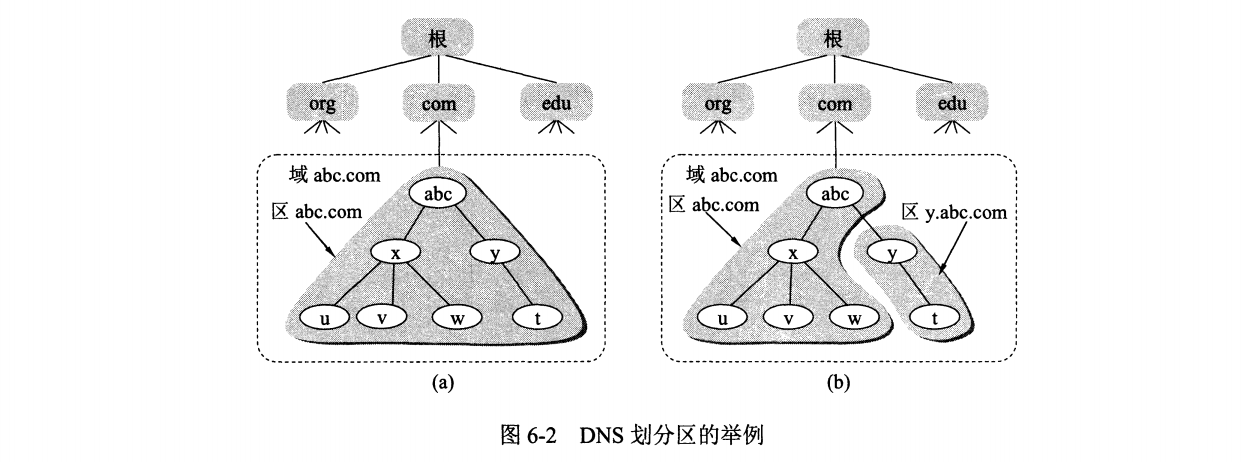 根
org
com
edu
域 abc.com
区 abc.com
abc
x
y
u
v
w
t
(a)
根
org
com
edu
域 abc.com
区 abc.com
abc
区 y.abc.com
x
y
u
v
w
t
(b)
图 6-2 DNS 划分区的举例